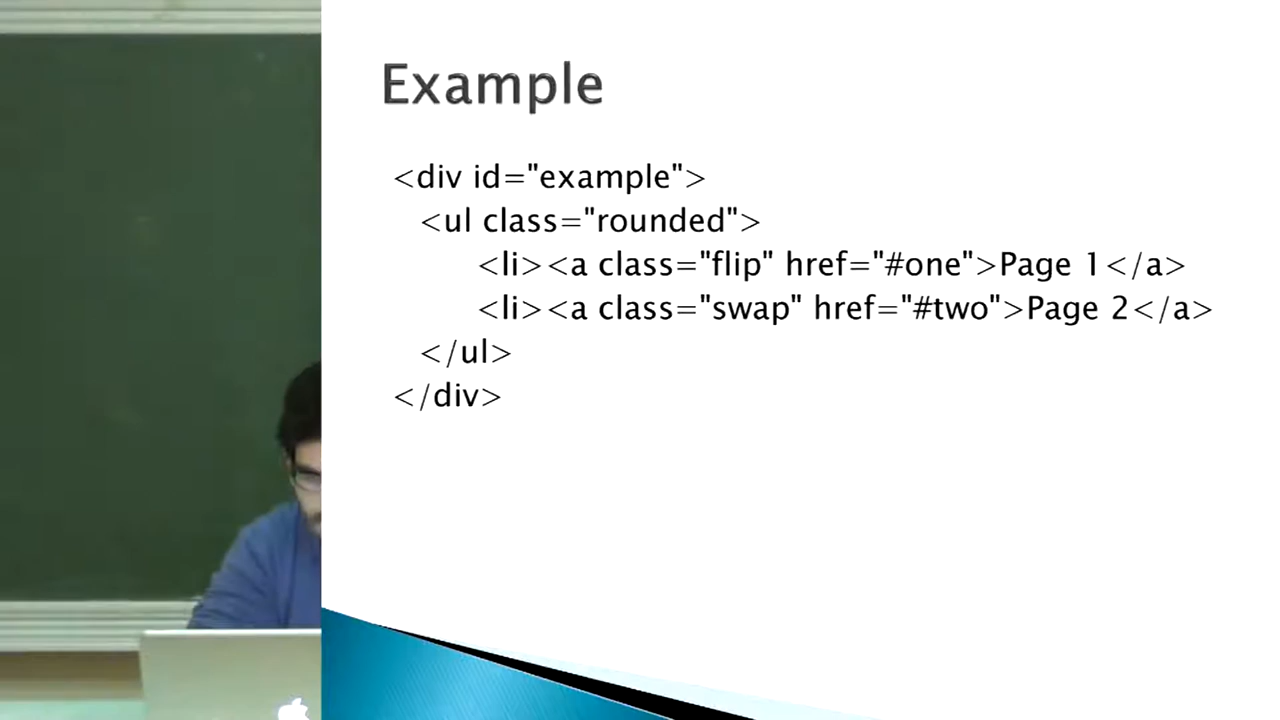 Example
<div id="example">
<ul class="rounded">
<li><a class="flip" href="#one">Page 1</a>
<li><a class="swap" href="#two">Page 2</a>
</ul>
</div>